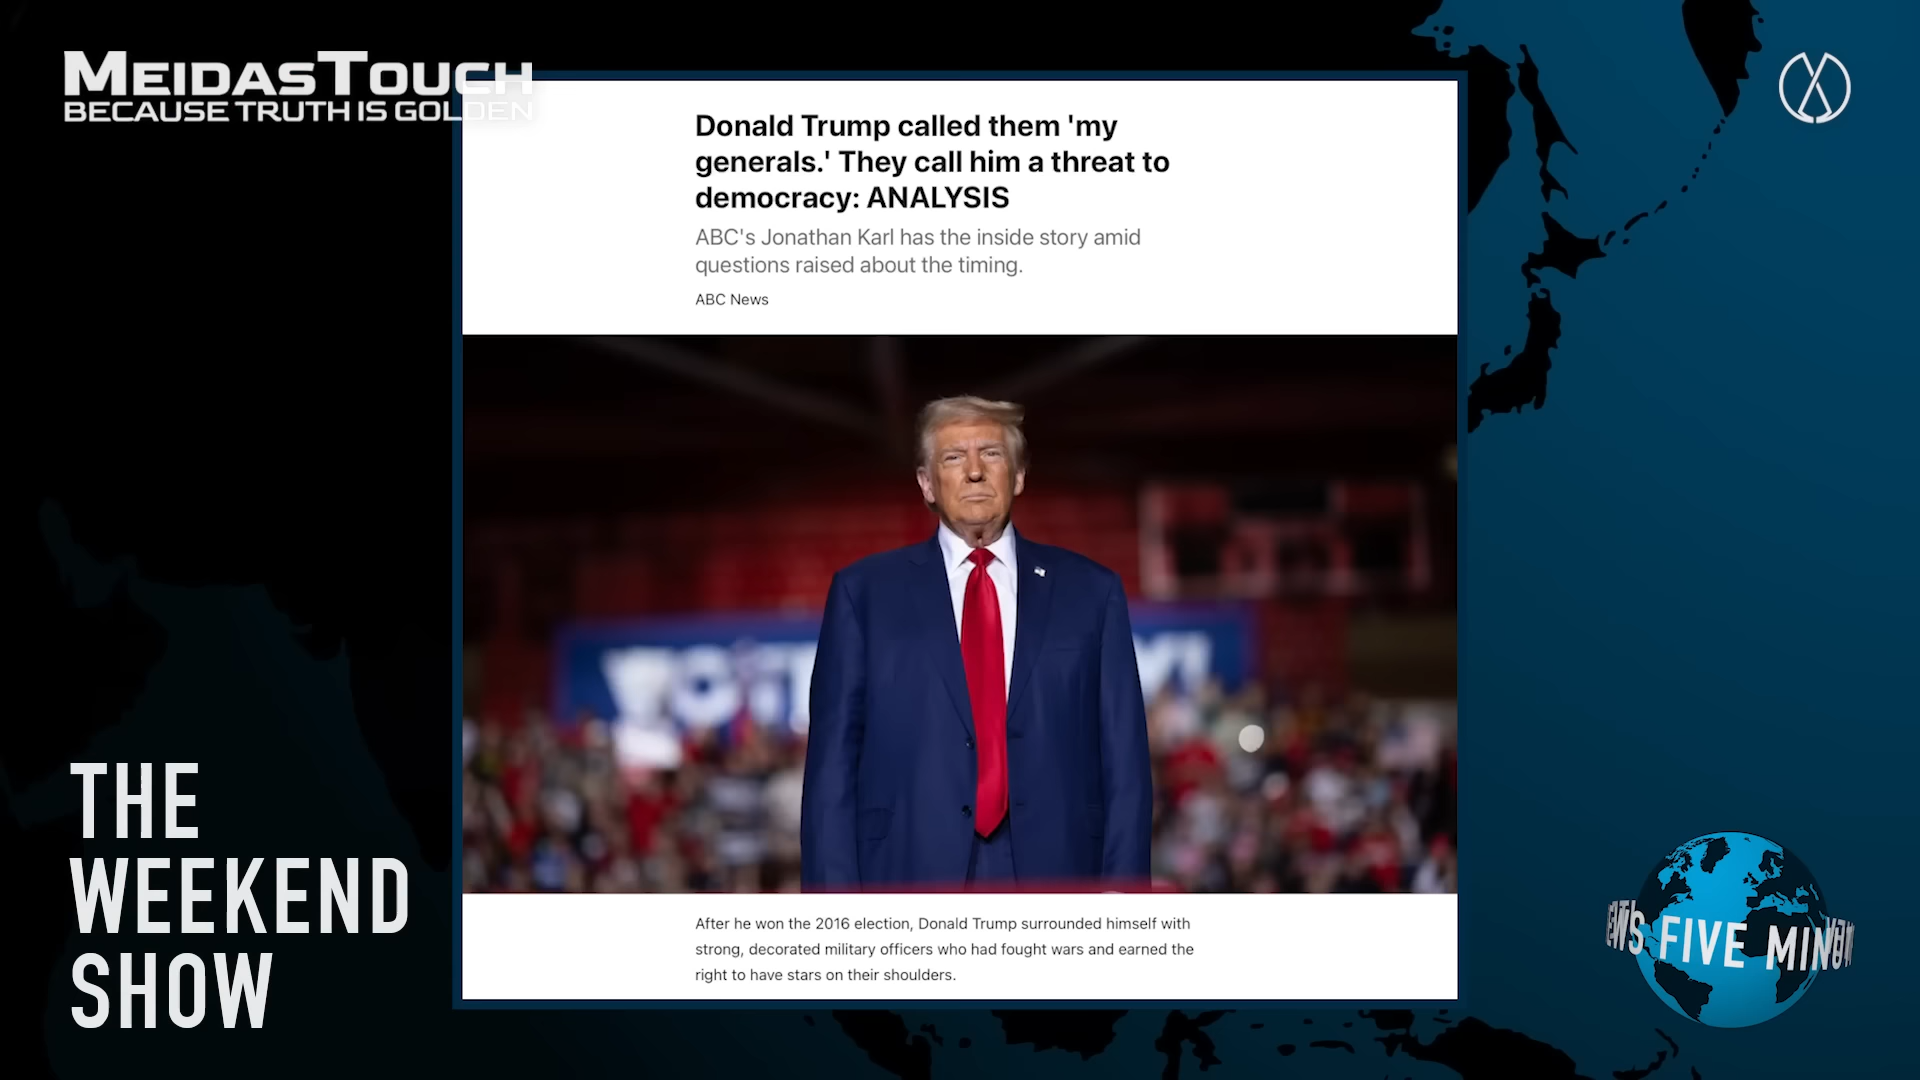 MEIDASTOUCH
BECAUSE TRUTH IS GOLDEN
Donald Trump called them 'my
generals.' They call him a threat to
democracy: ANALYSIS
ABC's Jonathan Karl has the inside story amid
questions raised about the timing.
ABC News
After he won the 2016 election, Donald Trump surrounded himself with
strong, decorated military officers who had fought wars and earned the
right to have stars on their shoulders.
THE
WEEKEND
SHOW
FIVE